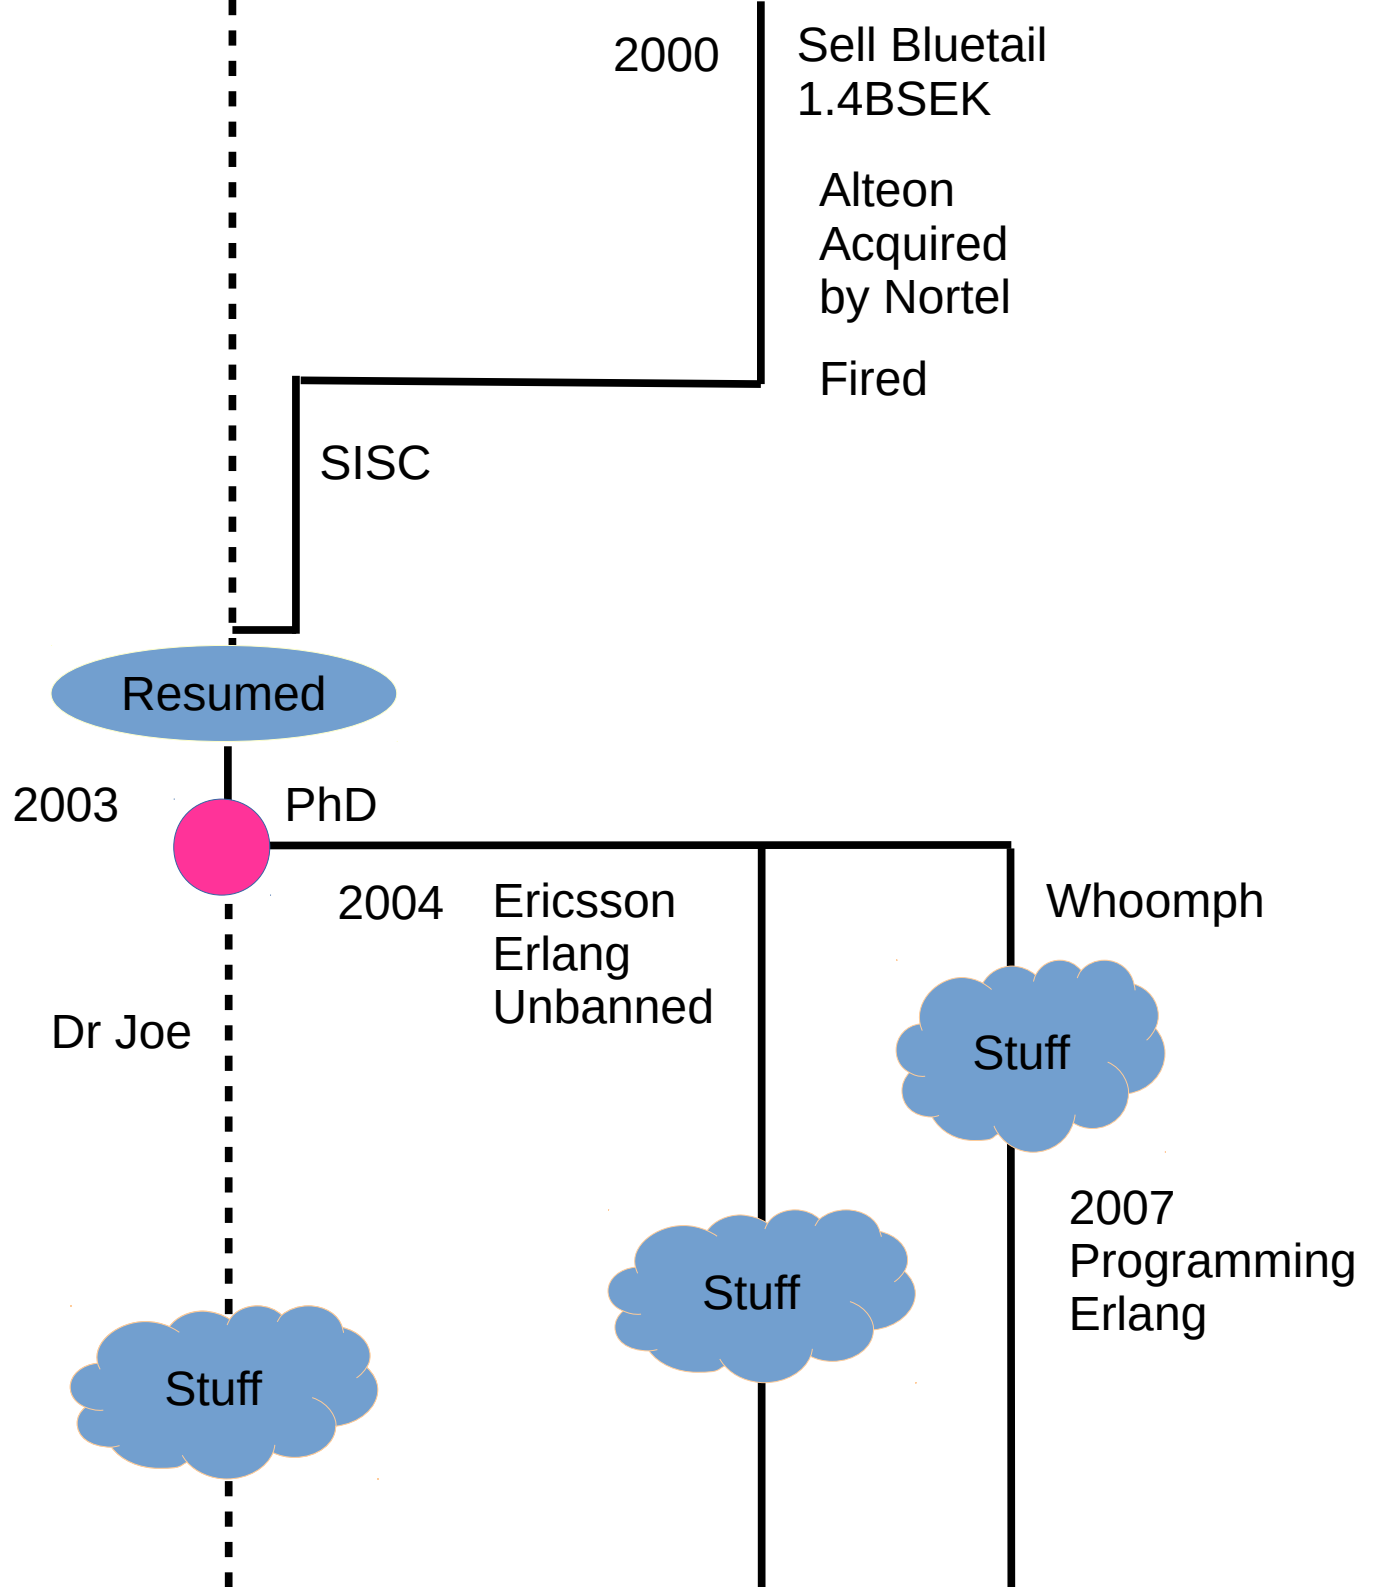 2000
Sell Bluetail
1.4BSEK
Alteon
Acquired
by Nortel
Fired
SISC
Resumed
2003
PhD
2004
Ericsson
Erlang
Unbanned
Whoomph
Dr Joe
Stuff
2007
Programming
Erlang
Stuff
Stuff